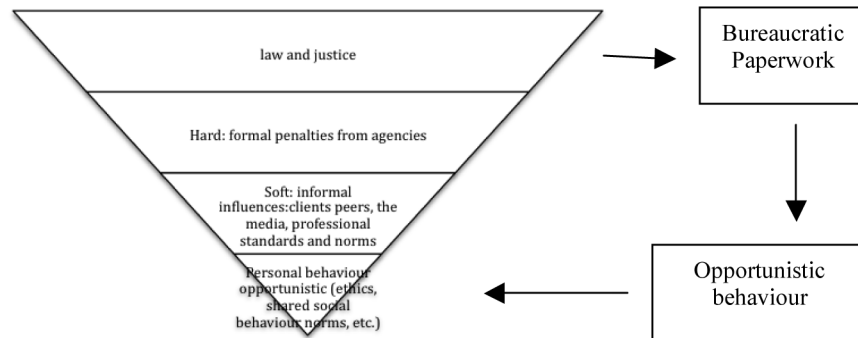 law and justice
Hard: formal penalties from agencies
Soft: informal
influences:clients peers, the
media, professional
standards and norms
Personal behaviour
opportunistic (ethics,
shared social
behaviour norms, etc.)
Bureaucratic
Paperwork
Opportunistic
behaviour